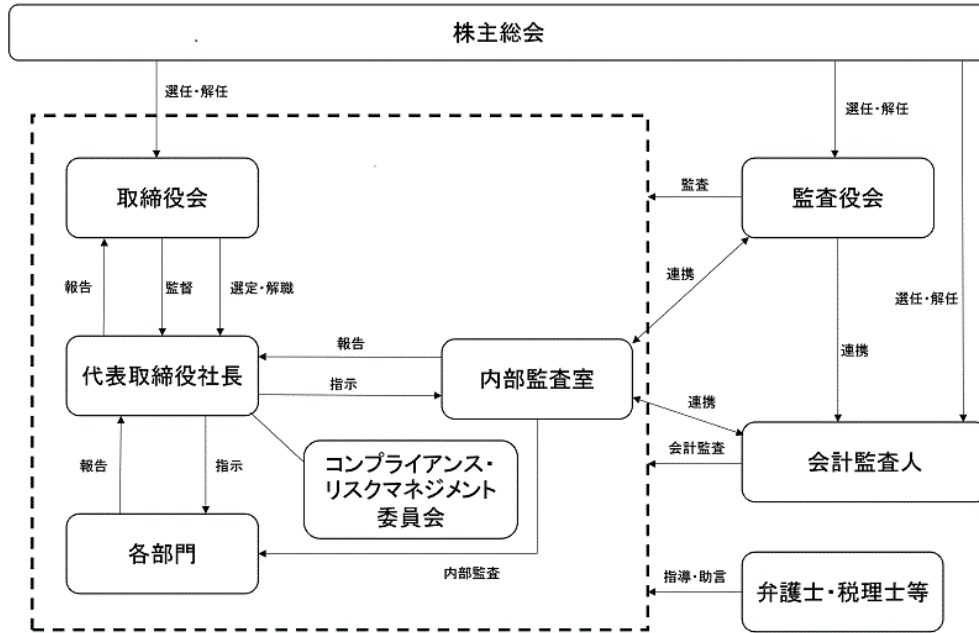 株主総会
選任・解任
選任・解任
取締役会
監査
監査役会
報告
監督
選定・解職
連携
選任・解任
代表取締役社長
報告
指示
内部監査室
連携
連携
報告
指示
コンプライアンス・
リスクマネジメント
委員会
会計監査
会計監査人
各部門
内部監査
指導・助言
弁護士・税理士等